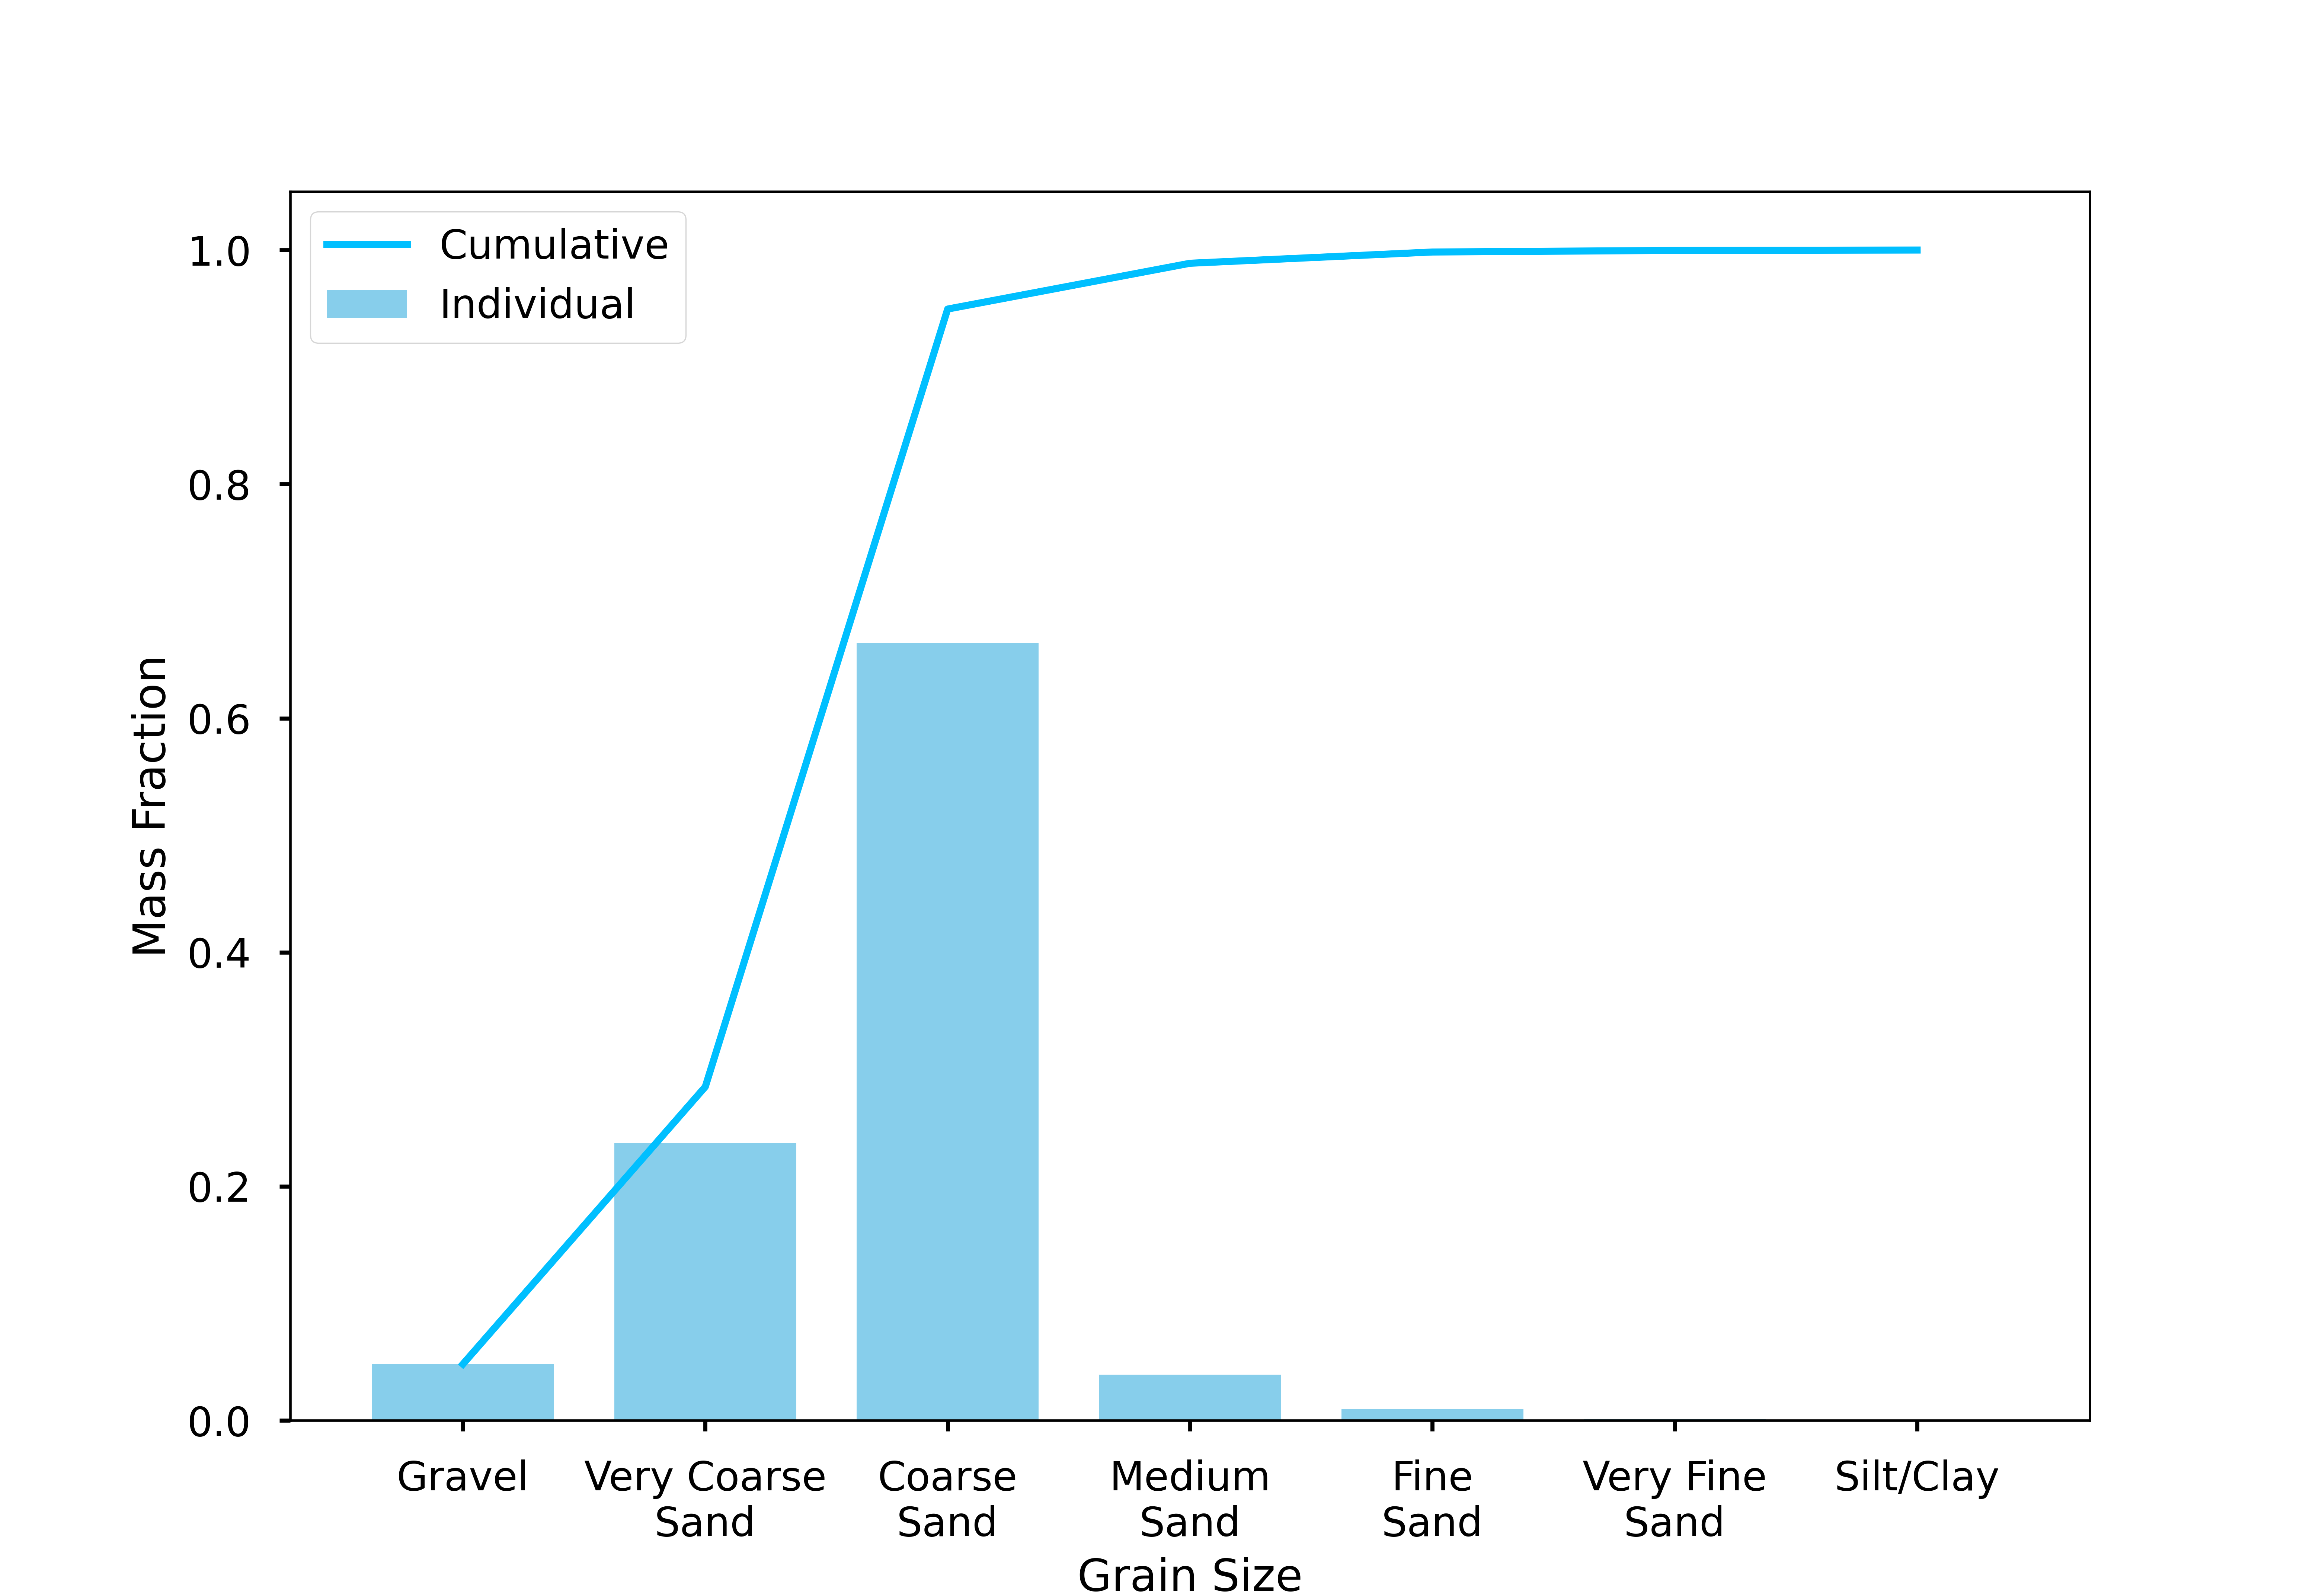 Cumulative
Individual
1.0
0.8
0.6
0.4
0.2
0.0
Mass Fraction
Gravel
Very Coarse
Sand
Coarse
Sand
Medium
Sand
Fine
Sand
Very Fine
Sand
Silt/Clay
Grain Size